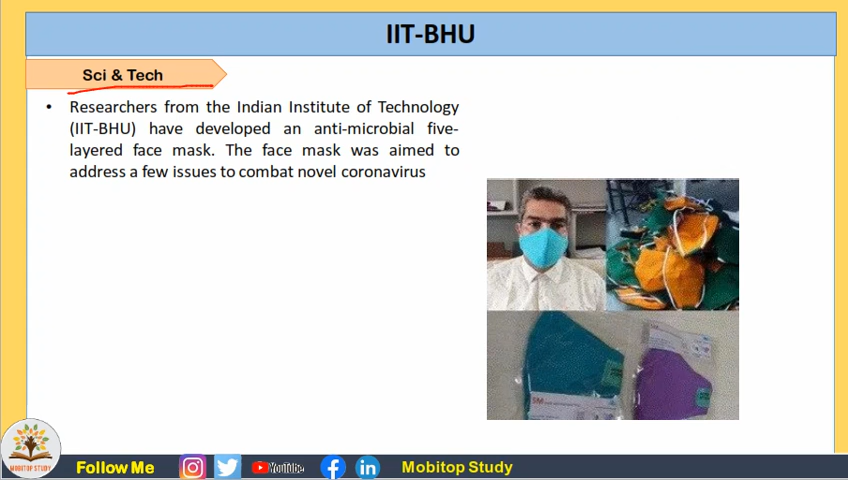 IIT-BHU
Sci & Tech
• Researchers from the Indian Institute of Technology
(IIT-BHU) have developed an anti-microbial five-
layered face mask. The face mask was aimed to
address a few issues to combat novel coronavirus
SM
SM
MOBITOP STUDY
Follow Me
YouTube
Mobitop Study